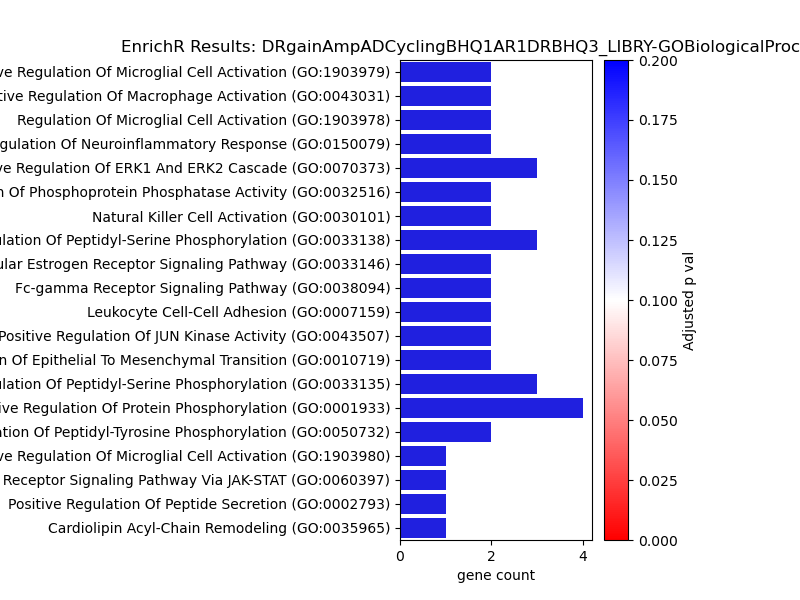 EnrichR Results: DRgainAmpADCyclingBHQ1AR1DRBHQ3_LIBRY-GOBiologicalProc
ve Regulation Of Microglial Cell Activation (GO:1903979)
tive Regulation Of Macrophage Activation (GO:0043031)
Regulation Of Microglial Cell Activation (GO:1903978)
gulation Of Neuroinflammatory Response (GO:0150079)
ve Regulation Of ERK1 And ERK2 Cascade (GO:0070373)
n Of Phosphoprotein Phosphatase Activity (GO:0032516)
Natural Killer Cell Activation (GO:0030101)
ulation Of Peptidyl-Serine Phosphorylation (GO:0033138)
ular Estrogen Receptor Signaling Pathway (GO:0033146)
Fc-gamma Receptor Signaling Pathway (GO:0038094)
Leukocyte Cell-Cell Adhesion (GO:0007159)
Positive Regulation Of JUN Kinase Activity (GO:0043507)
n Of Epithelial To Mesenchymal Transition (GO:0010719)
ulation Of Peptidyl-Serine Phosphorylation (GO:0033135)
ive Regulation Of Protein Phosphorylation (GO:0001933)
ation Of Peptidyl-Tyrosine Phosphorylation (GO:0050732)
ve Regulation Of Microglial Cell Activation (GO:1903980)
Receptor Signaling Pathway Via JAK-STAT (GO:0060397)
Positive Regulation Of Peptide Secretion (GO:0002793)
Cardiolipin Acyl-Chain Remodeling (GO:0035965)
0 2 4
gene count
0.200
0.175
0.150
0.125
0.100
0.075
0.050
0.025
0.000
Adjusted p val